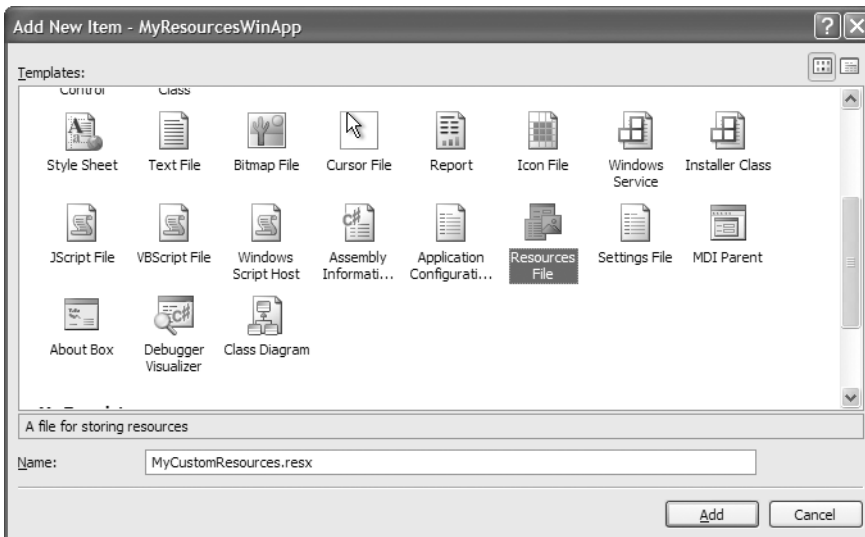 Add New Item - MyResourcesWinApp
Templates:
Control Class
Style Sheet Text File Bitmap File Cursor File Report Icon File Windows Service Installer Class
JScript File VBScript File Windows Script Host Assembly Informati... Application Configurati... Resources File Settings File MDI Parent
About Box Debugger Visualizer Class Diagram
A file for storing resources
Name: MyCustomResources.resx
Add Cancel